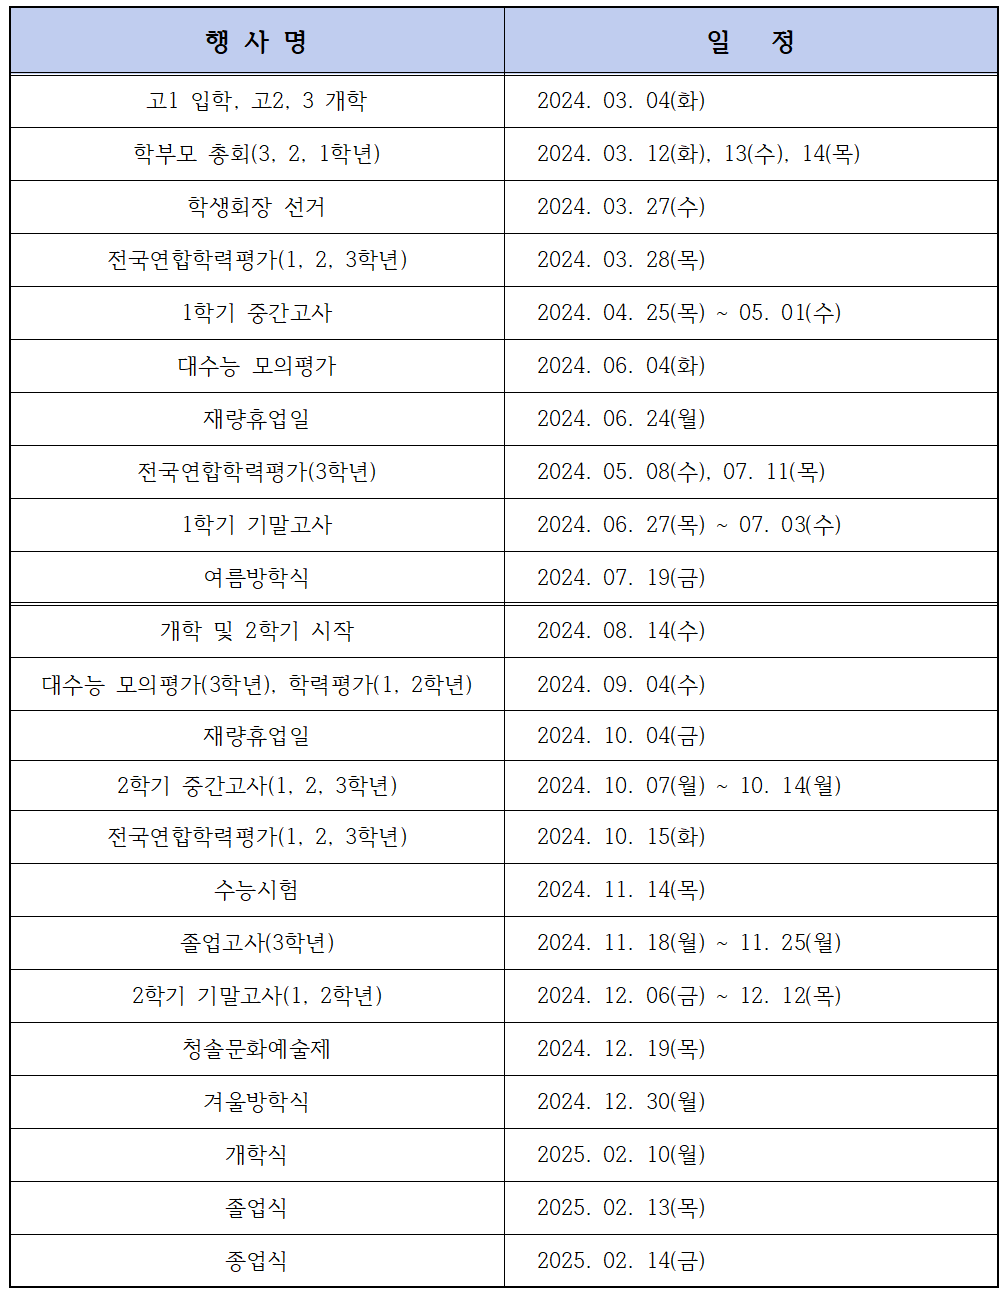 행 사 명 일 정
고1 입학, 고2, 3 개학 2024. 03. 04(화)
학부모 총회(3, 2, 1학년) 2024. 03. 12(화), 13(수), 14(목)
학생회장 선거 2024. 03. 27(수)
전국연합학력평가(1, 2, 3학년) 2024. 03. 28(목)
1학기 중간고사 2024. 04. 25(목) ~ 05. 01(수)
대수능 모의평가 2024. 06. 04(화)
재량휴업일 2024. 06. 24(월)
전국연합학력평가(3학년) 2024. 05. 08(수), 07. 11(목)
1학기 기말고사 2024. 06. 27(목) ~ 07. 03(수)
여름방학식 2024. 07. 19(금)
개학 및 2학기 시작 2024. 08. 14(수)
대수능 모의평가(3학년), 학력평가(1, 2학년) 2024. 09. 04(수)
재량휴업일 2024. 10. 04(금)
2학기 중간고사(1, 2, 3학년) 2024. 10. 07(월) ~ 10. 14(월)
전국연합학력평가(1, 2, 3학년) 2024. 10. 15(화)
수능시험 2024. 11. 14(목)
졸업고사(3학년) 2024. 11. 18(월) ~ 11. 25(월)
2학기 기말고사(1, 2학년) 2024. 12. 06(금) ~ 12. 12(목)
청솔문화예술제 2024. 12. 19(목)
겨울방학식 2024. 12. 30(월)
개학식 2025. 02. 10(월)
졸업식 2025. 02. 13(목)
종업식 2025. 02. 14(금)